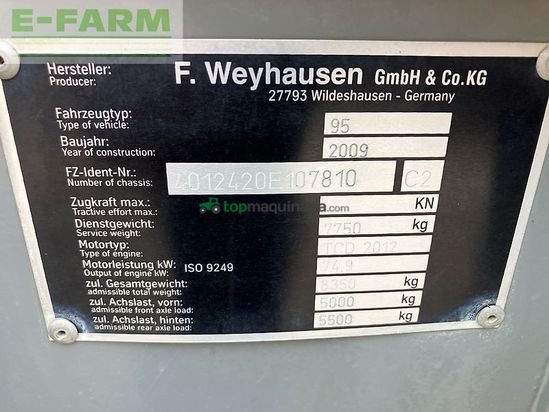 E-FARM
Hersteller: F. Weyhausen GmbH & Co.KG
Producer: 27793 Wildeshausen - Germany
Fahrzeugtyp: 95
Type of vehicle:
Baujahr: 2009
Year of construction:
FZ-Ident-Nr.: 4012420E107810 C2
Number of chassis:
Zugkraft max.: KN
Tractive effort max.:
topmaquinaria.com
Dienstgewicht: 7750 kg
Service weight:
Motortyp: TCD 2012
Type of engine:
Motorleistung kW: ISO 9249 74,9
Output of engine kW:
zul. Gesamtgewicht: 8350 kg
admissible total weight:
zul. Achslast, vorn: 5000 kg
admissible front axle load:
zul. Achslast, hinten: 5500 kg
admissible rear axle load: